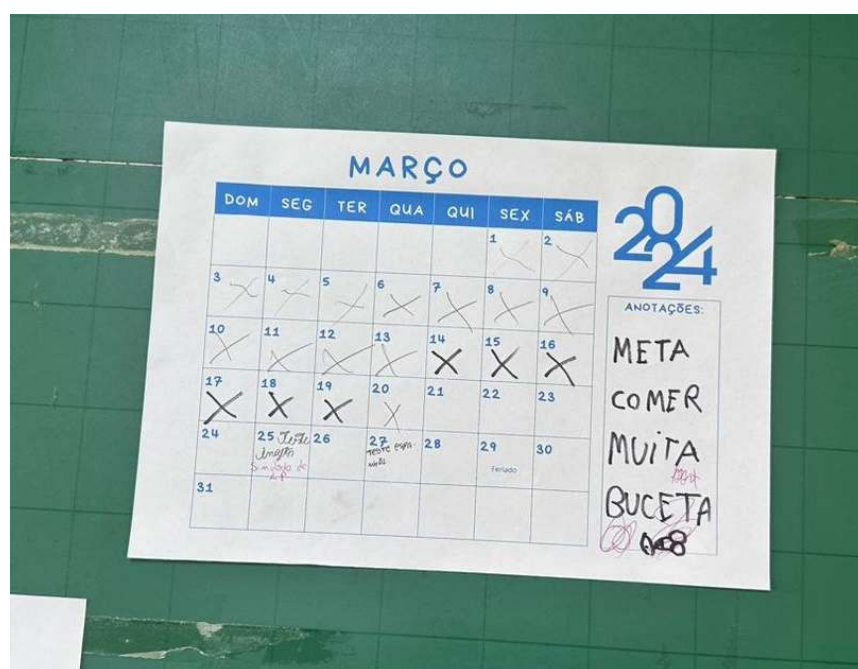 MARÇO
2024
DOM SEG TER QUA QUI SEX SÁB
1 2
3 4 5 6 7 8 9
10 11 12 13 14 15 16
17 18 19 20 21 22 23
24 25 Teste 26 27 28 29 30
TESTE ESPA-
Feriado
31
ANOTAÇÕES:
META
COMER
MUITA
BUCETA